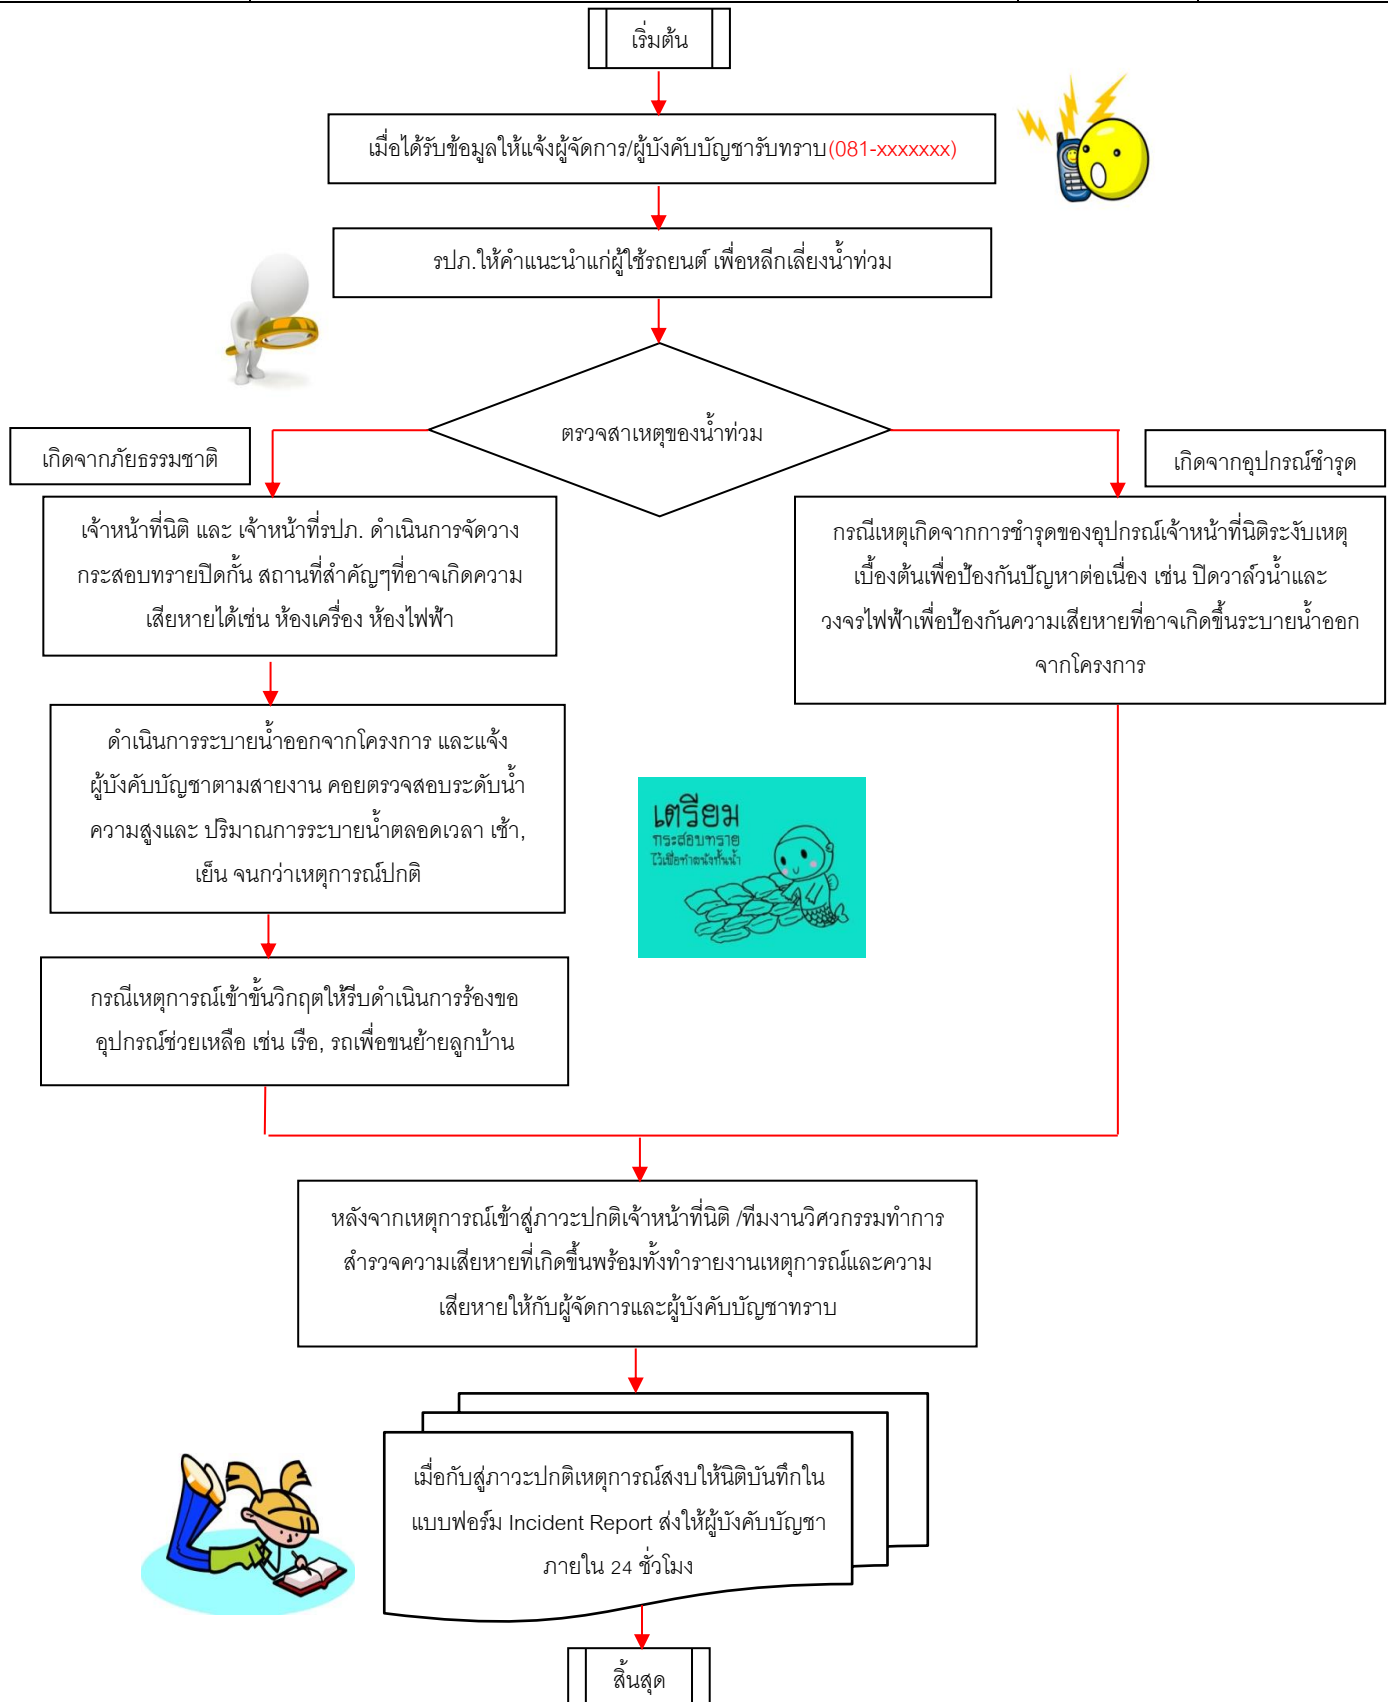 เริ่มต้น
เมื่อได้รับข้อมูลให้แจ้งผู้จัดการ/ผู้บังคับบัญชารับทราบ(081-xxxxxxx)
รปภ.ให้คำแนะนำแก่ผู้ใช้รถยนต์ เพื่อหลีกเลี่ยงน้ำท่วม
ตรวจสาเหตุของน้ำท่วม
เกิดจากภัยธรรมชาติ
เกิดจากอุปกรณ์ชำรุด
เจ้าหน้าที่นิติ และ เจ้าหน้าที่รปภ. ดำเนินการจัดวาง
กระสอบทรายปิดกั้น สถานที่สำคัญๆที่อาจเกิดความ
เสียหายได้เช่น ห้องเครื่อง ห้องไฟฟ้า
กรณีเหตุเกิดจากการชำรุดของอุปกรณ์เจ้าหน้าที่นิติระงับเหตุ
เบื้องต้นเพื่อป้องกันปัญหาต่อเนื่อง เช่น ปิดวาล์วน้ำและ
วงจรไฟฟ้าเพื่อป้องกันความเสียหายที่อาจเกิดขึ้นระบายน้ำออก
จากโครงการ
ดำเนินการระบายน้ำออกจากโครงการ และแจ้ง
ผู้บังคับบัญชาตามสายงาน คอยตรวจสอบระดับน้ำ
ความสูงและ ปริมาณการระบายน้ำตลอดเวลา เช้า,
เย็น จนกว่าเหตุการณ์ปกติ
เตรียม
กระสอบทราย
ไว้เพื่อทำผนังกั้นน้ำ
กรณีเหตุการณ์เข้าขั้นวิกฤตให้รีบดำเนินการร้องขอ
อุปกรณ์ช่วยเหลือ เช่น เรือ, รถเพื่อขนย้ายลูกบ้าน
หลังจากเหตุการณ์เข้าสู่ภาวะปกติเจ้าหน้าที่นิติ /ทีมงานวิศวกรรมทำการ
สำรวจความเสียหายที่เกิดขึ้นพร้อมทั้งทำรายงานเหตุการณ์และความ
เสียหายให้กับผู้จัดการและผู้บังคับบัญชาทราบ
เมื่อกับสู่ภาวะปกติเหตุการณ์สงบให้นิติบันทึกใน
แบบฟอร์ม Incident Report ส่งให้ผู้บังคับบัญชา
ภายใน 24 ชั่วโมง
สิ้นสุด